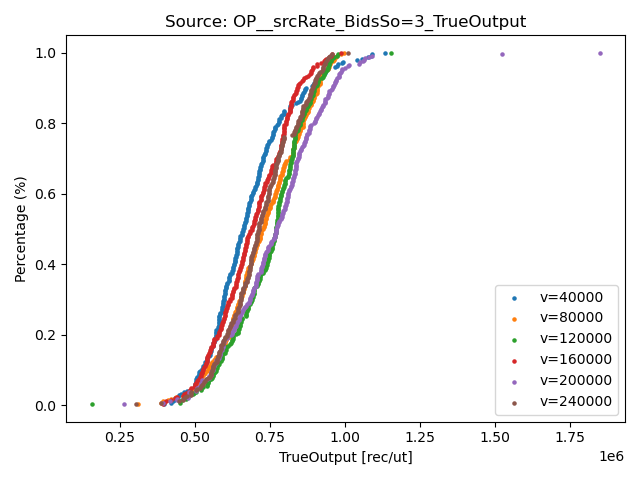 Source: OP__srcRate_BidsSo=3_TrueOutput
Percentage (%)
1.0%
0.8%
0.6%
0.4%
0.2%
0.0%
v=40000
v=80000
v=120000
v=160000
v=200000
v=240000
0.25 0.50 0.75 1.00 1.25 1.50 1.75
1e6
TrueOutput [rec/ut]